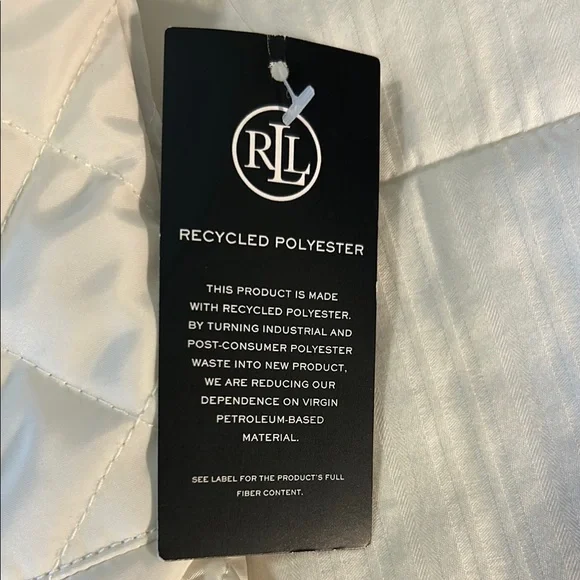 RLL
RECYCLED POLYESTER
THIS PRODUCT IS MADE
WITH RECYCLED POLYESTER.
BY TURNING INDUSTRIAL AND
POST-CONSUMER POLYESTER
WASTE INTO NEW PRODUCT,
WE ARE REDUCING OUR
DEPENDENCE ON VIRGIN
PETROLEUM-BASED
MATERIAL.
SEE LABEL FOR THE PRODUCT'S FULL
FIBER CONTENT.